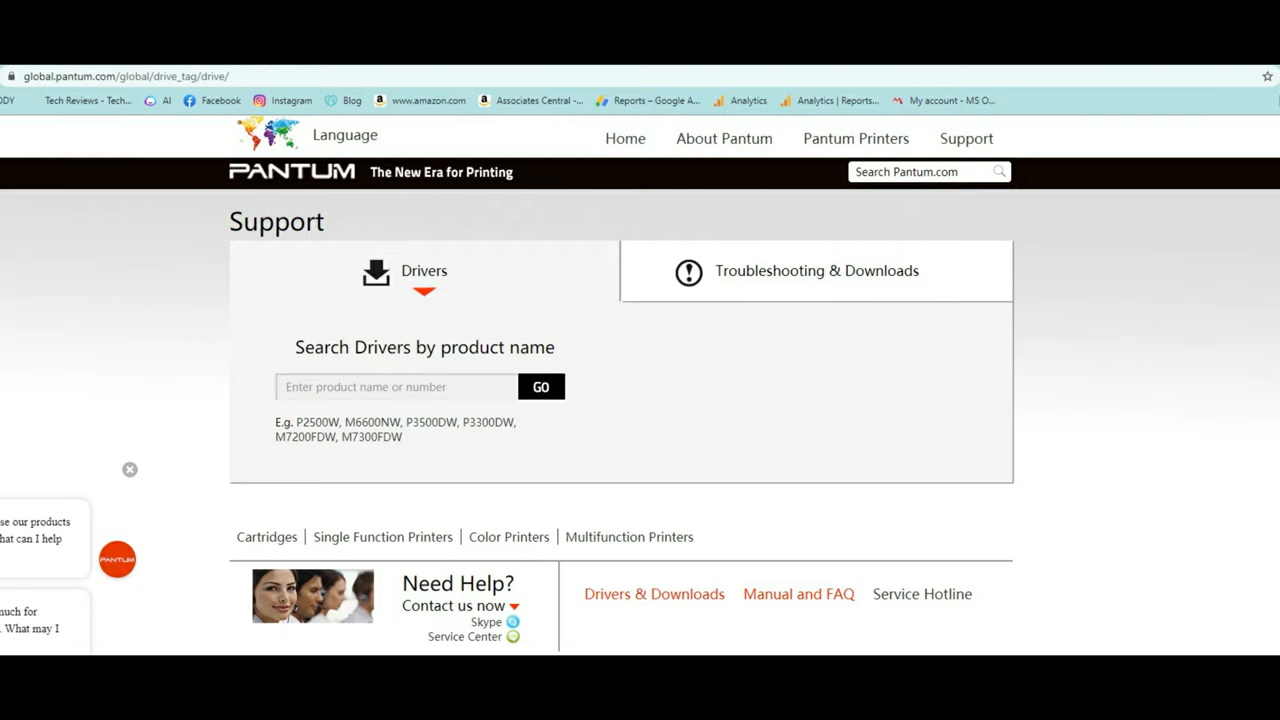 global.pantum.com/global/drive_tag/drive/
DDY Tech Reviews - Tech... AI Facebook Instagram Blog www.amazon.com Associates Central -... Reports – Google A... Analytics Analytics | Reports... My account - MS O...
Language Home About Pantum Pantum Printers Support
PANTUM The New Era for Printing Search Pantum.com
Support
Drivers Troubleshooting & Downloads
Search Drivers by product name
Enter product name or number GO
E.g. P2500W, M6600NW, P3500DW, P3300DW,
M7200FDW, M7300FDW
se our products
hat can I help
PANTUM
much for
. What may I
Cartridges Single Function Printers Color Printers Multifunction Printers
Need Help?
Contact us now
Skype
Service Center
Drivers & Downloads Manual and FAQ Service Hotline